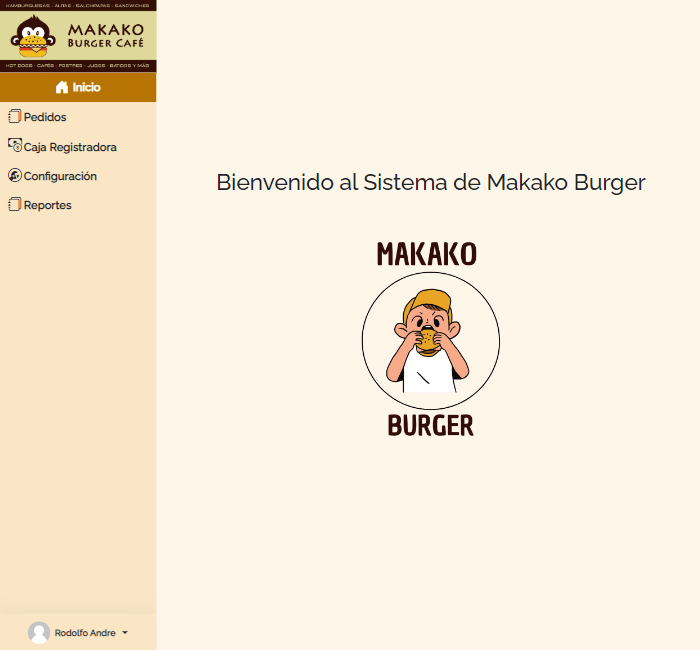 HAMBURGUESAS - ALITAS - SALCHIPAPAS - SANDWICHES
MAKAKO
BURGER CAFÉ
HOT DOGS - CAFÉS - POSTRES - JUGOS - BATIDOS Y MÁS
Inicio
Pedidos
Caja Registradora
Configuración
Reportes
Bienvenido al Sistema de Makako Burger
MAKAKO
BURGER
Rodolfo Andre